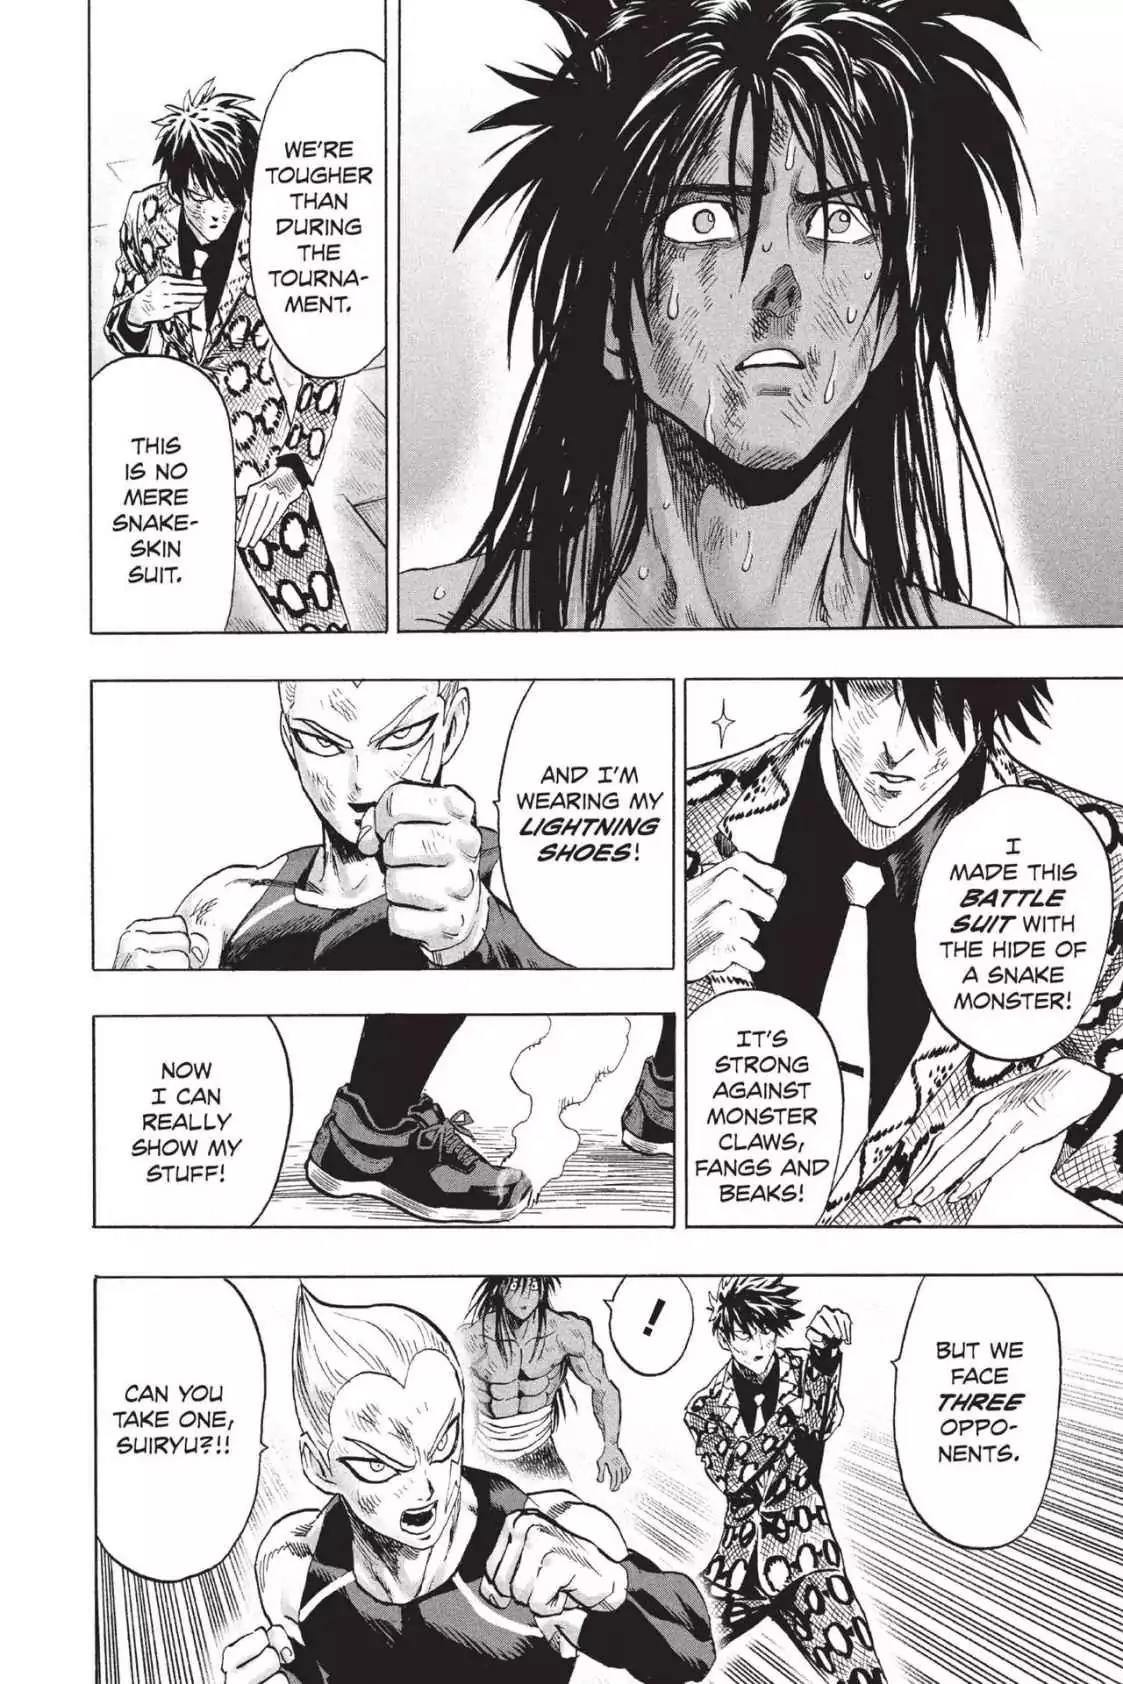 WE'RE
TOUGHER
THAN
DURING
THE
TOURNA-
MENT.
THIS
IS NO
MERE
SNAKE-
SKIN
SUIT.
I
MADE THIS
BATTLE
SUIT WITH
THE HIDE OF
A SNAKE
MONSTER!
IT'S
STRONG
AGAINST
MONSTER
CLAWS,
FANGS AND
BEAKS!
AND I'M
WEARING MY
LIGHTNING
SHOES!
NOW
I CAN
REALLY
SHOW MY
STUFF!
BUT WE
FACE
THREE
OPPO-
NENTS.
!
CAN YOU
TAKE ONE,
SUIRYU?!!